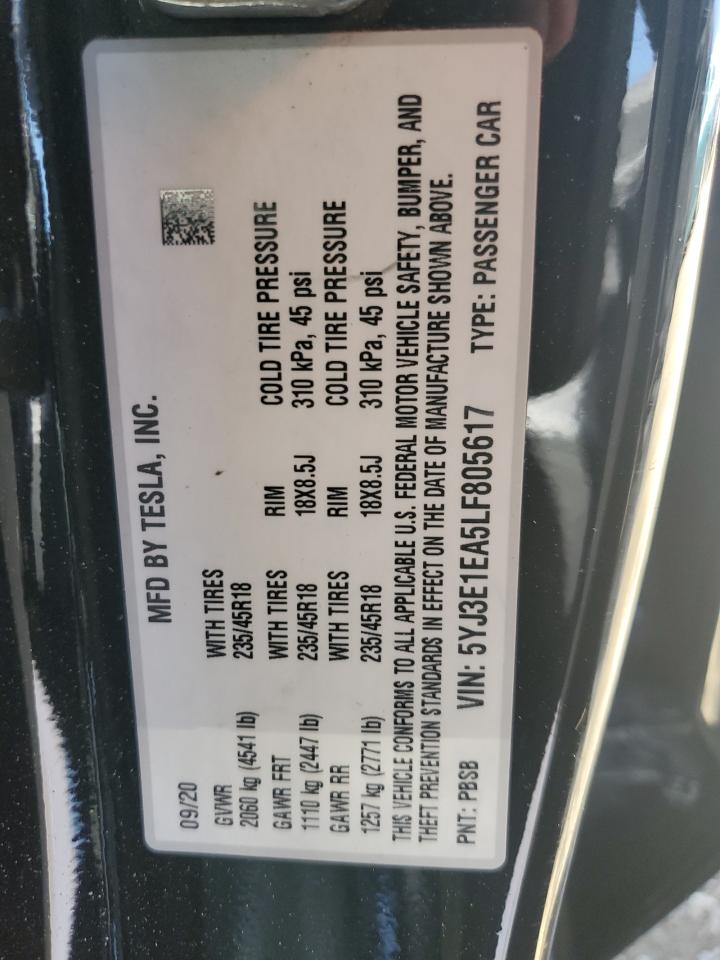 MFD BY TESLA, INC.
09/20
GVWR WITH TIRES
2060 kg (4541 lb) 235/45R18
GAWR FRT WITH TIRES RIM COLD TIRE PRESSURE
1110 kg (2447 lb) 235/45R18 18X8.5J 310 kPa, 45 psi
GAWR RR WITH TIRES RIM COLD TIRE PRESSURE
1257 kg (2771 lb) 235/45R18 18X8.5J 310 kPa, 45 psi
THIS VEHICLE CONFORMS TO ALL APPLICABLE U.S. FEDERAL MOTOR VEHICLE SAFETY, BUMPER, AND
THEFT PREVENTION STANDARDS IN EFFECT ON THE DATE OF MANUFACTURE SHOWN ABOVE.
PNT: PBSB VIN: 5YJ3E1EA5LF805617 TYPE: PASSENGER CAR